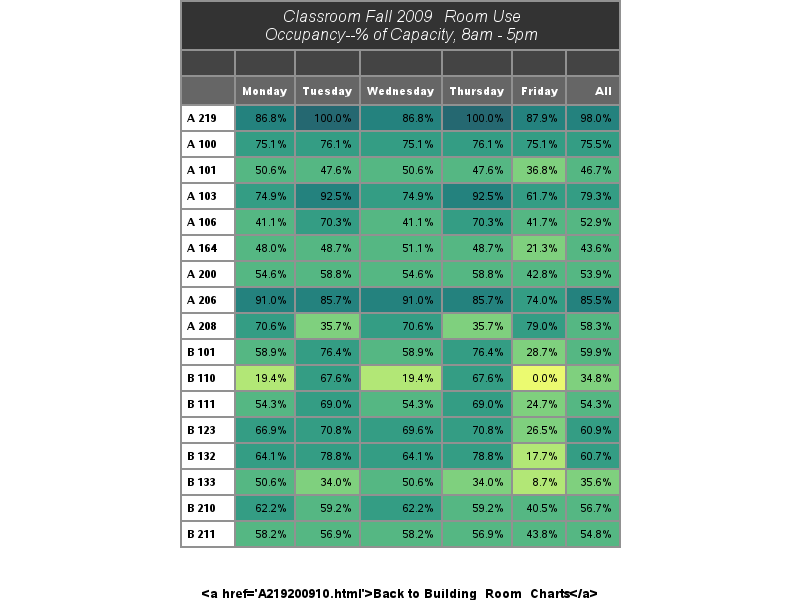 Classroom Fall 2009 Room Use
Occupancy--% of Capacity, 8am - 5pm
Monday Tuesday Wednesday Thursday Friday All
A 219 86.8% 100.0% 86.8% 100.0% 87.9% 98.0%
A 100 75.1% 76.1% 75.1% 76.1% 75.1% 75.5%
A 101 50.6% 47.6% 50.6% 47.6% 36.8% 46.7%
A 103 74.9% 92.5% 74.9% 92.5% 61.7% 79.3%
A 106 41.1% 70.3% 41.1% 70.3% 41.7% 52.9%
A 164 48.0% 48.7% 51.1% 48.7% 21.3% 43.6%
A 200 54.6% 58.8% 54.6% 58.8% 42.8% 53.9%
A 206 91.0% 85.7% 91.0% 85.7% 74.0% 85.5%
A 208 70.6% 35.7% 70.6% 35.7% 79.0% 58.3%
B 101 58.9% 76.4% 58.9% 76.4% 28.7% 59.9%
B 110 19.4% 67.6% 19.4% 67.6% 0.0% 34.8%
B 111 54.3% 69.0% 54.3% 69.0% 24.7% 54.3%
B 123 66.9% 70.8% 69.6% 70.8% 26.5% 60.9%
B 132 64.1% 78.8% 64.1% 78.8% 17.7% 60.7%
B 133 50.6% 34.0% 50.6% 34.0% 8.7% 35.6%
B 210 62.2% 59.2% 62.2% 59.2% 40.5% 56.7%
B 211 58.2% 56.9% 58.2% 56.9% 43.8% 54.8%
<a href='A219200910.html'>Back to Building Room Charts</a>